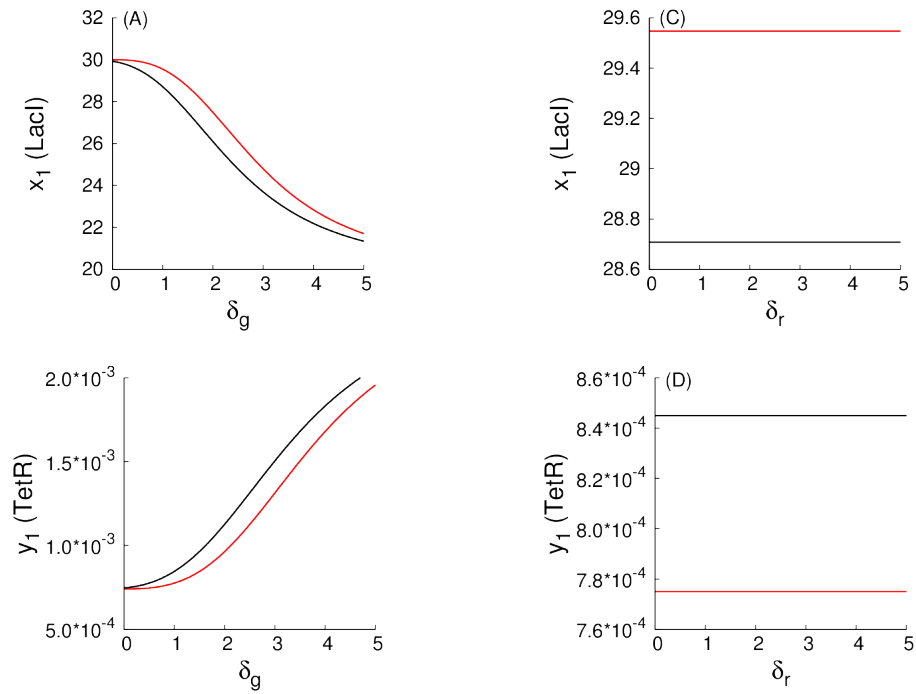 (A)
32
30
28
26
24
22
20
x1 (LacI)
0 1 2 3 4 5
δg
(C)
29.6
29.4
29.2
29
28.8
28.6
x1 (LacI)
0 1 2 3 4 5
δr
2.0*10-3
1.5*10-3
1.0*10-3
5.0*10-4
y1 (TetR)
0 1 2 3 4 5
δg
(D)
8.6*10-4
8.4*10-4
8.2*10-4
8.0*10-4
7.8*10-4
7.6*10-4
y1 (TetR)
0 1 2 3 4 5
δr